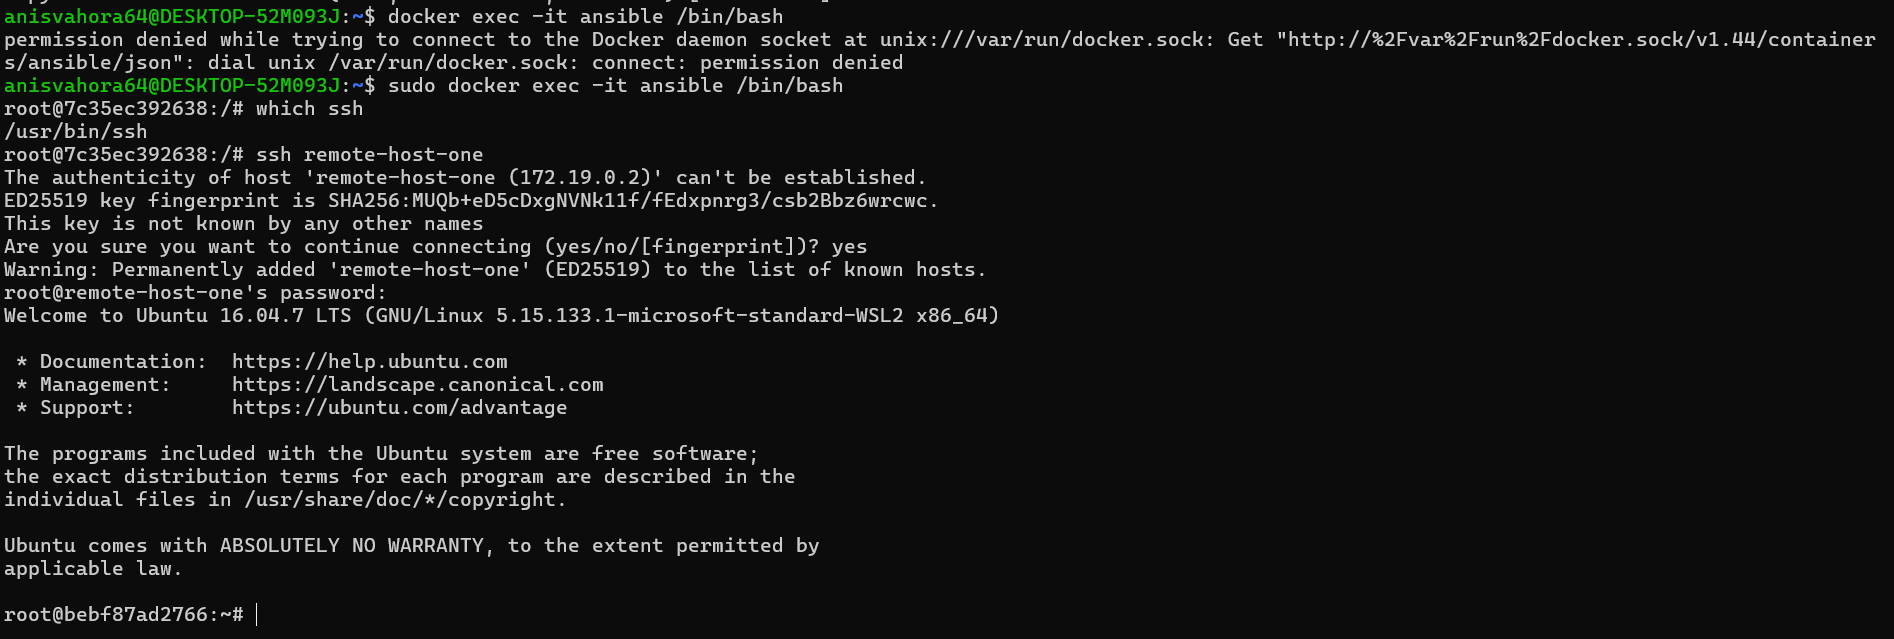 anisvahora64@DESKTOP-52M093J:~$ docker exec -it ansible /bin/bash
permission denied while trying to connect to the Docker daemon socket at unix:///var/run/docker.sock: Get "http://%2Fvar%2Frun%2Fdocker.sock/v1.44/container
s/ansible/json": dial unix /var/run/docker.sock: connect: permission denied
anisvahora64@DESKTOP-52M093J:~$ sudo docker exec -it ansible /bin/bash
root@7c35ec392638:/# which ssh
/usr/bin/ssh
root@7c35ec392638:/# ssh remote-host-one
The authenticity of host 'remote-host-one (172.19.0.2)' can't be established.
ED25519 key fingerprint is SHA256:MUQb+eD5cDxgNVNk11f/fEdxpnrg3/csb2Bbz6wrcwc.
This key is not known by any other names
Are you sure you want to continue connecting (yes/no/[fingerprint])? yes
Warning: Permanently added 'remote-host-one' (ED25519) to the list of known hosts.
root@remote-host-one's password:
Welcome to Ubuntu 16.04.7 LTS (GNU/Linux 5.15.133.1-microsoft-standard-WSL2 x86_64)

 * Documentation:  https://help.ubuntu.com
 * Management:     https://landscape.canonical.com
 * Support:        https://ubuntu.com/advantage

The programs included with the Ubuntu system are free software;
the exact distribution terms for each program are described in the
individual files in /usr/share/doc/*/copyright.

Ubuntu comes with ABSOLUTELY NO WARRANTY, to the extent permitted by
applicable law.

root@bebf87ad2766:~#